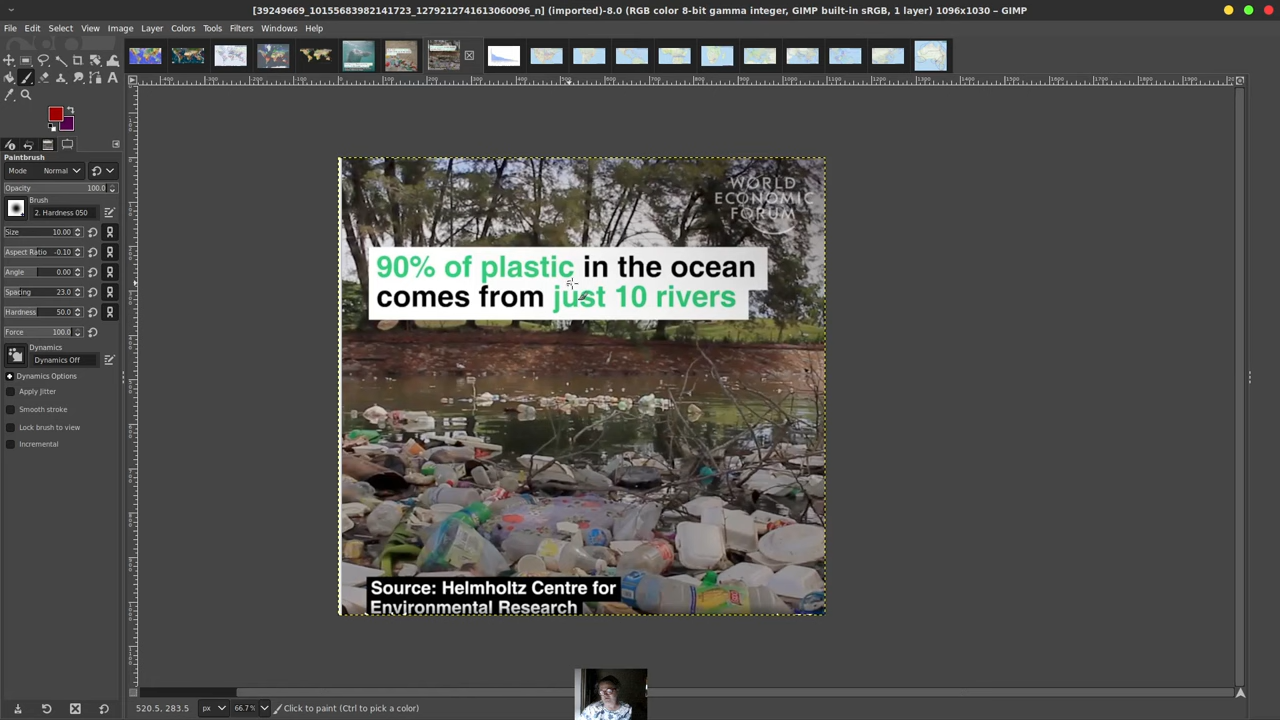 [39249669_10155683982141723_1279212741613060096_n] (imported)-8.0 (RGB color 8-bit gamma integer, GIMP built-in sRGB, 1 layer) 1096x1030 – GIMP
File Edit Select View Image Layer Colors Tools Filters Windows Help
Paintbrush
Mode Normal
Opacity 100.0
Brush
2. Hardness 050
Size 10.00
Aspect Ratio -0.10
Angle 0.00
Spacing 23.0
Hardness 50.0
Force 100.0
Dynamics
Dynamics Off
Dynamics Options
Apply Jitter
Smooth stroke
Lock brush to view
Incremental
WORLD
ECONOMIC
FORUM
90% of plastic in the ocean
comes from just 10 rivers
Source: Helmholtz Centre for
Environmental Research
520.5, 283.5 px 66.7% Click to paint (Ctrl to pick a color)